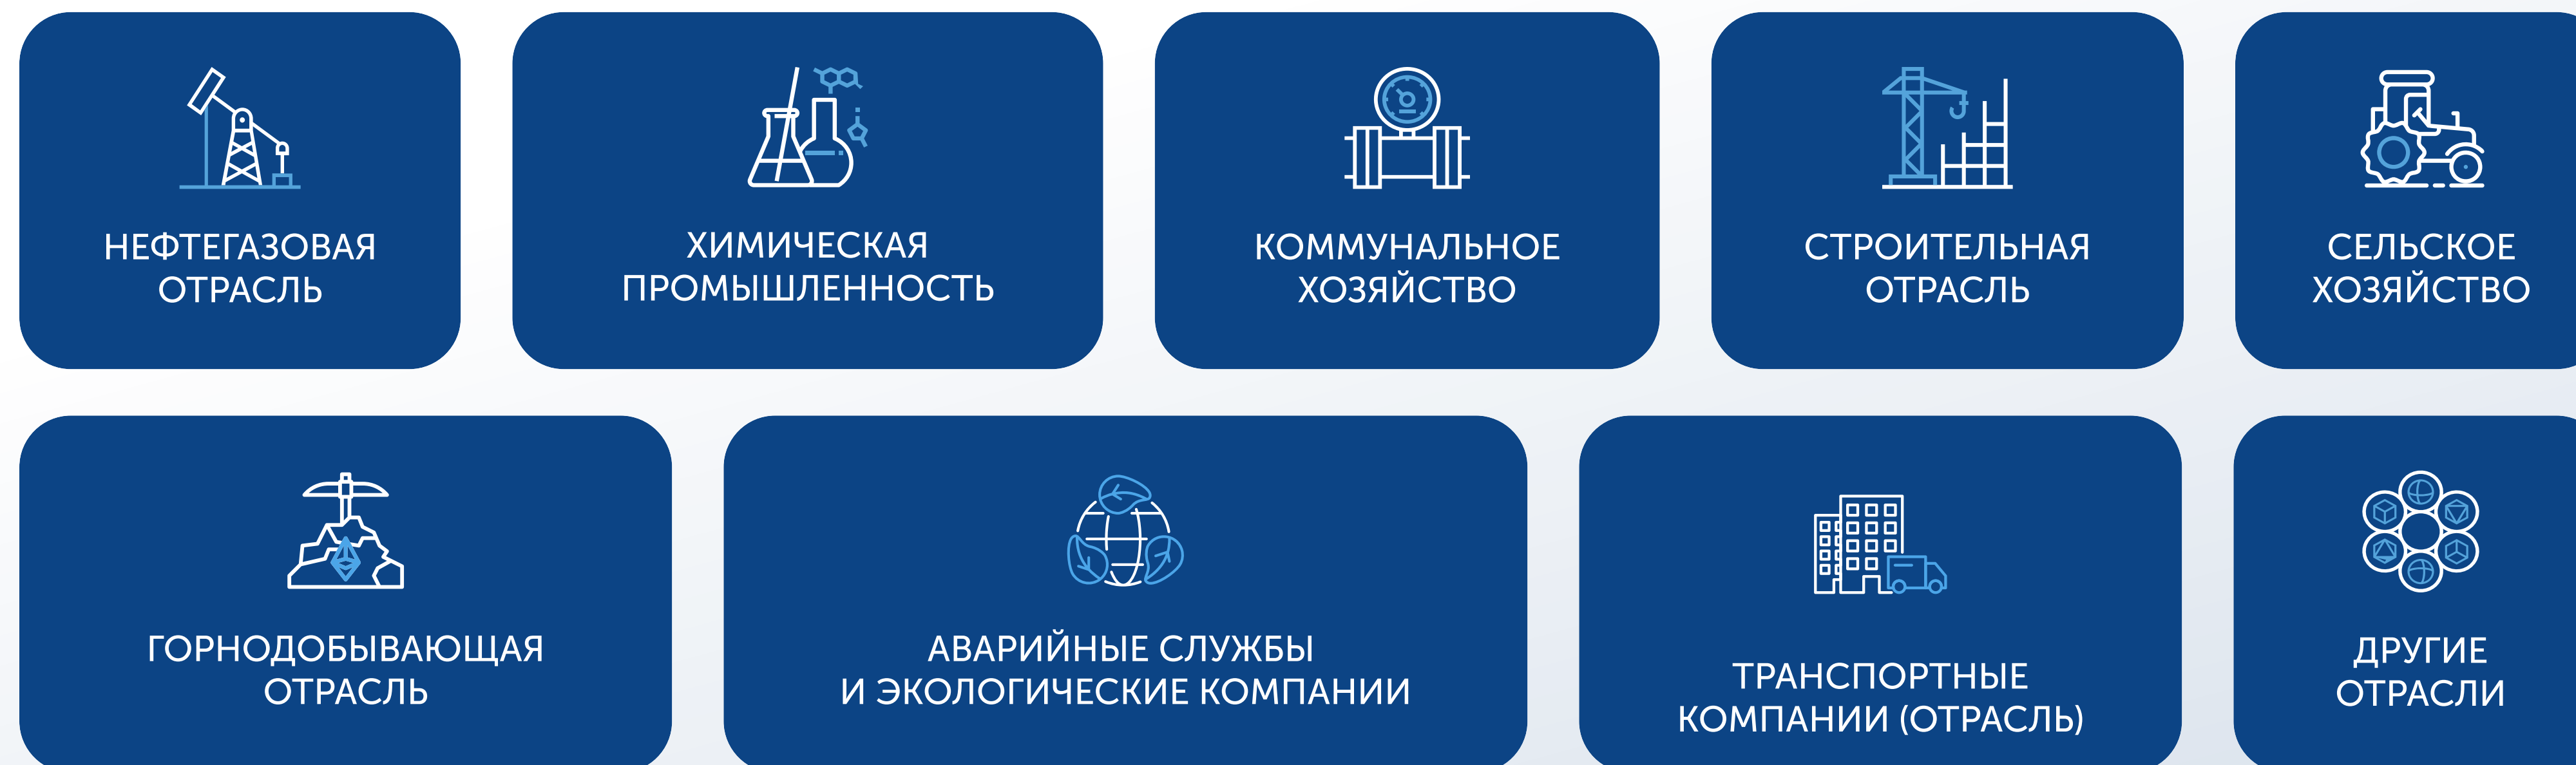 НЕФТЕГАЗОВАЯ
ОТРАСЛЬ
ХИМИЧЕСКАЯ
ПРОМЫШЛЕННОСТЬ
КОММУНАЛЬНОЕ
ХОЗЯЙСТВО
СТРОИТЕЛЬНАЯ
ОТРАСЛЬ
СЕЛЬСКОЕ
ХОЗЯЙСТВО
ГОРНОДОБЫВАЮЩАЯ
ОТРАСЛЬ
АВАРИЙНЫЕ СЛУЖБЫ
И ЭКОЛОГИЧЕСКИЕ КОМПАНИИ
ТРАНСПОРТНЫЕ
КОМПАНИИ (ОТРАСЛЬ)
ДРУГИЕ
ОТРАСЛИ